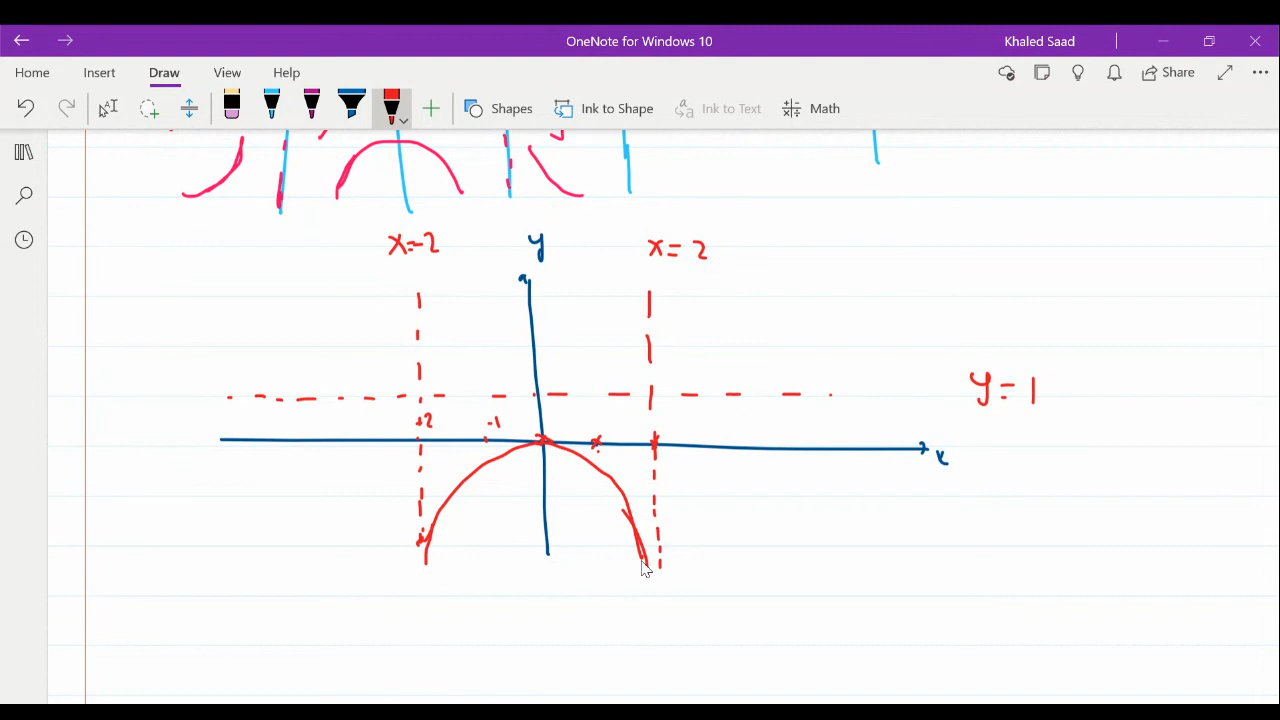 OneNote for Windows 10
Khaled Saad
Home Insert Draw View Help Share
Shapes Ink to Shape Ink to Text Math
x=-2 y x=2
y=1
-2 -1
x